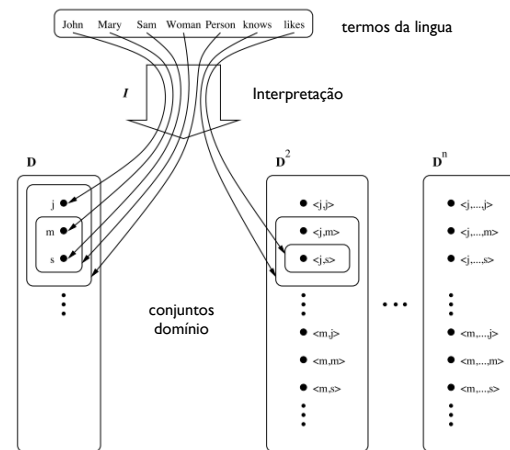 John Mary Sam Woman Person knows likes
termos da lingua
I
Interpretação
D
D²
Dⁿ
j
m
s
<j,j>
<j,m>
<j,s>
<m,j>
<m,m>
<m,s>
<j,...,j>
<j,...,m>
<j,...,s>
<m,...,j>
<m,...,m>
<m,...,s>
conjuntos
domínio